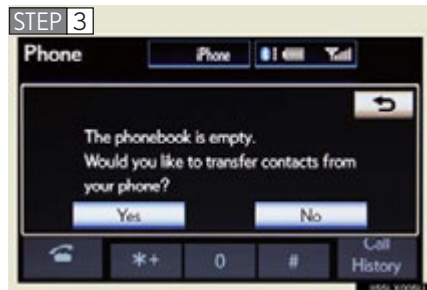 STEP 3
Phone iPhone
The phonebook is empty.
Would you like to transfer contacts from
your phone?
Yes No
*+ 0 # Call
History